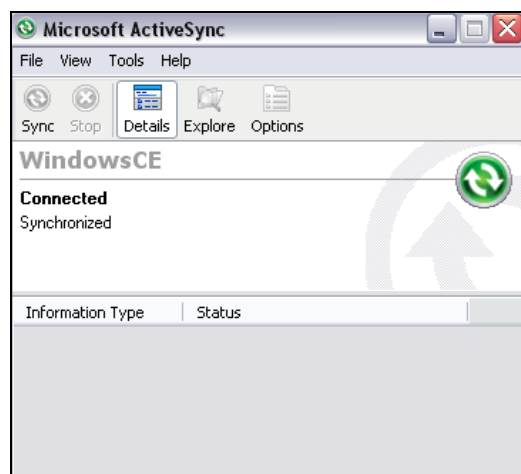 Microsoft ActiveSync
File View Tools Help
Sync Stop Details Explore Options
WindowsCE
Connected
Synchronized
Information Type Status